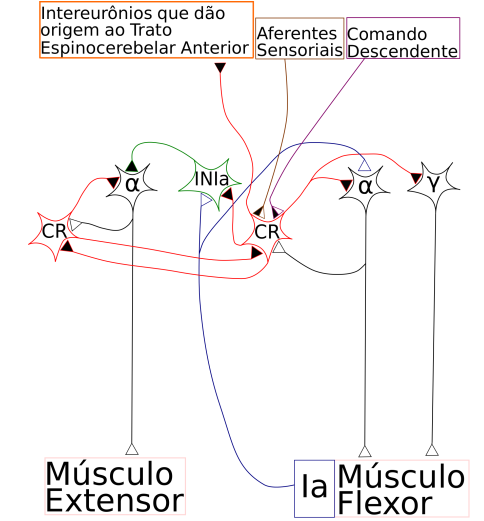 Intereurônios que dão
origem ao Trato
Espinocerebelar Anterior
Aferentes
Sensoriais
Comando
Descendente
α
INIa
α
γ
CR
CR
Músculo
Extensor
Ia
Músculo
Flexor